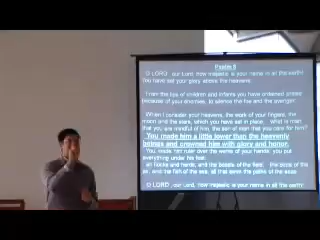 Psalm 8
O LORD, our Lord, how majestic is your name in all the earth!
You have set your glory above the heavens.
From the lips of children and infants you have ordained praise
because of your enemies, to silence the foe and the avenger.
When I consider your heavens, the work of your fingers, the
moon and the stars, which you have set in place, what is man
that you are mindful of him, the son of man that you care for him?
You made him a little lower than the heavenly
beings and crowned him with glory and honor.
You made him ruler over the works of your hands; you put
everything under his feet:
all flocks and herds, and the beasts of the field, the birds of the
air, and the fish of the sea, all that swim the paths of the seas.
O LORD, our Lord, how majestic is your name in all the earth!